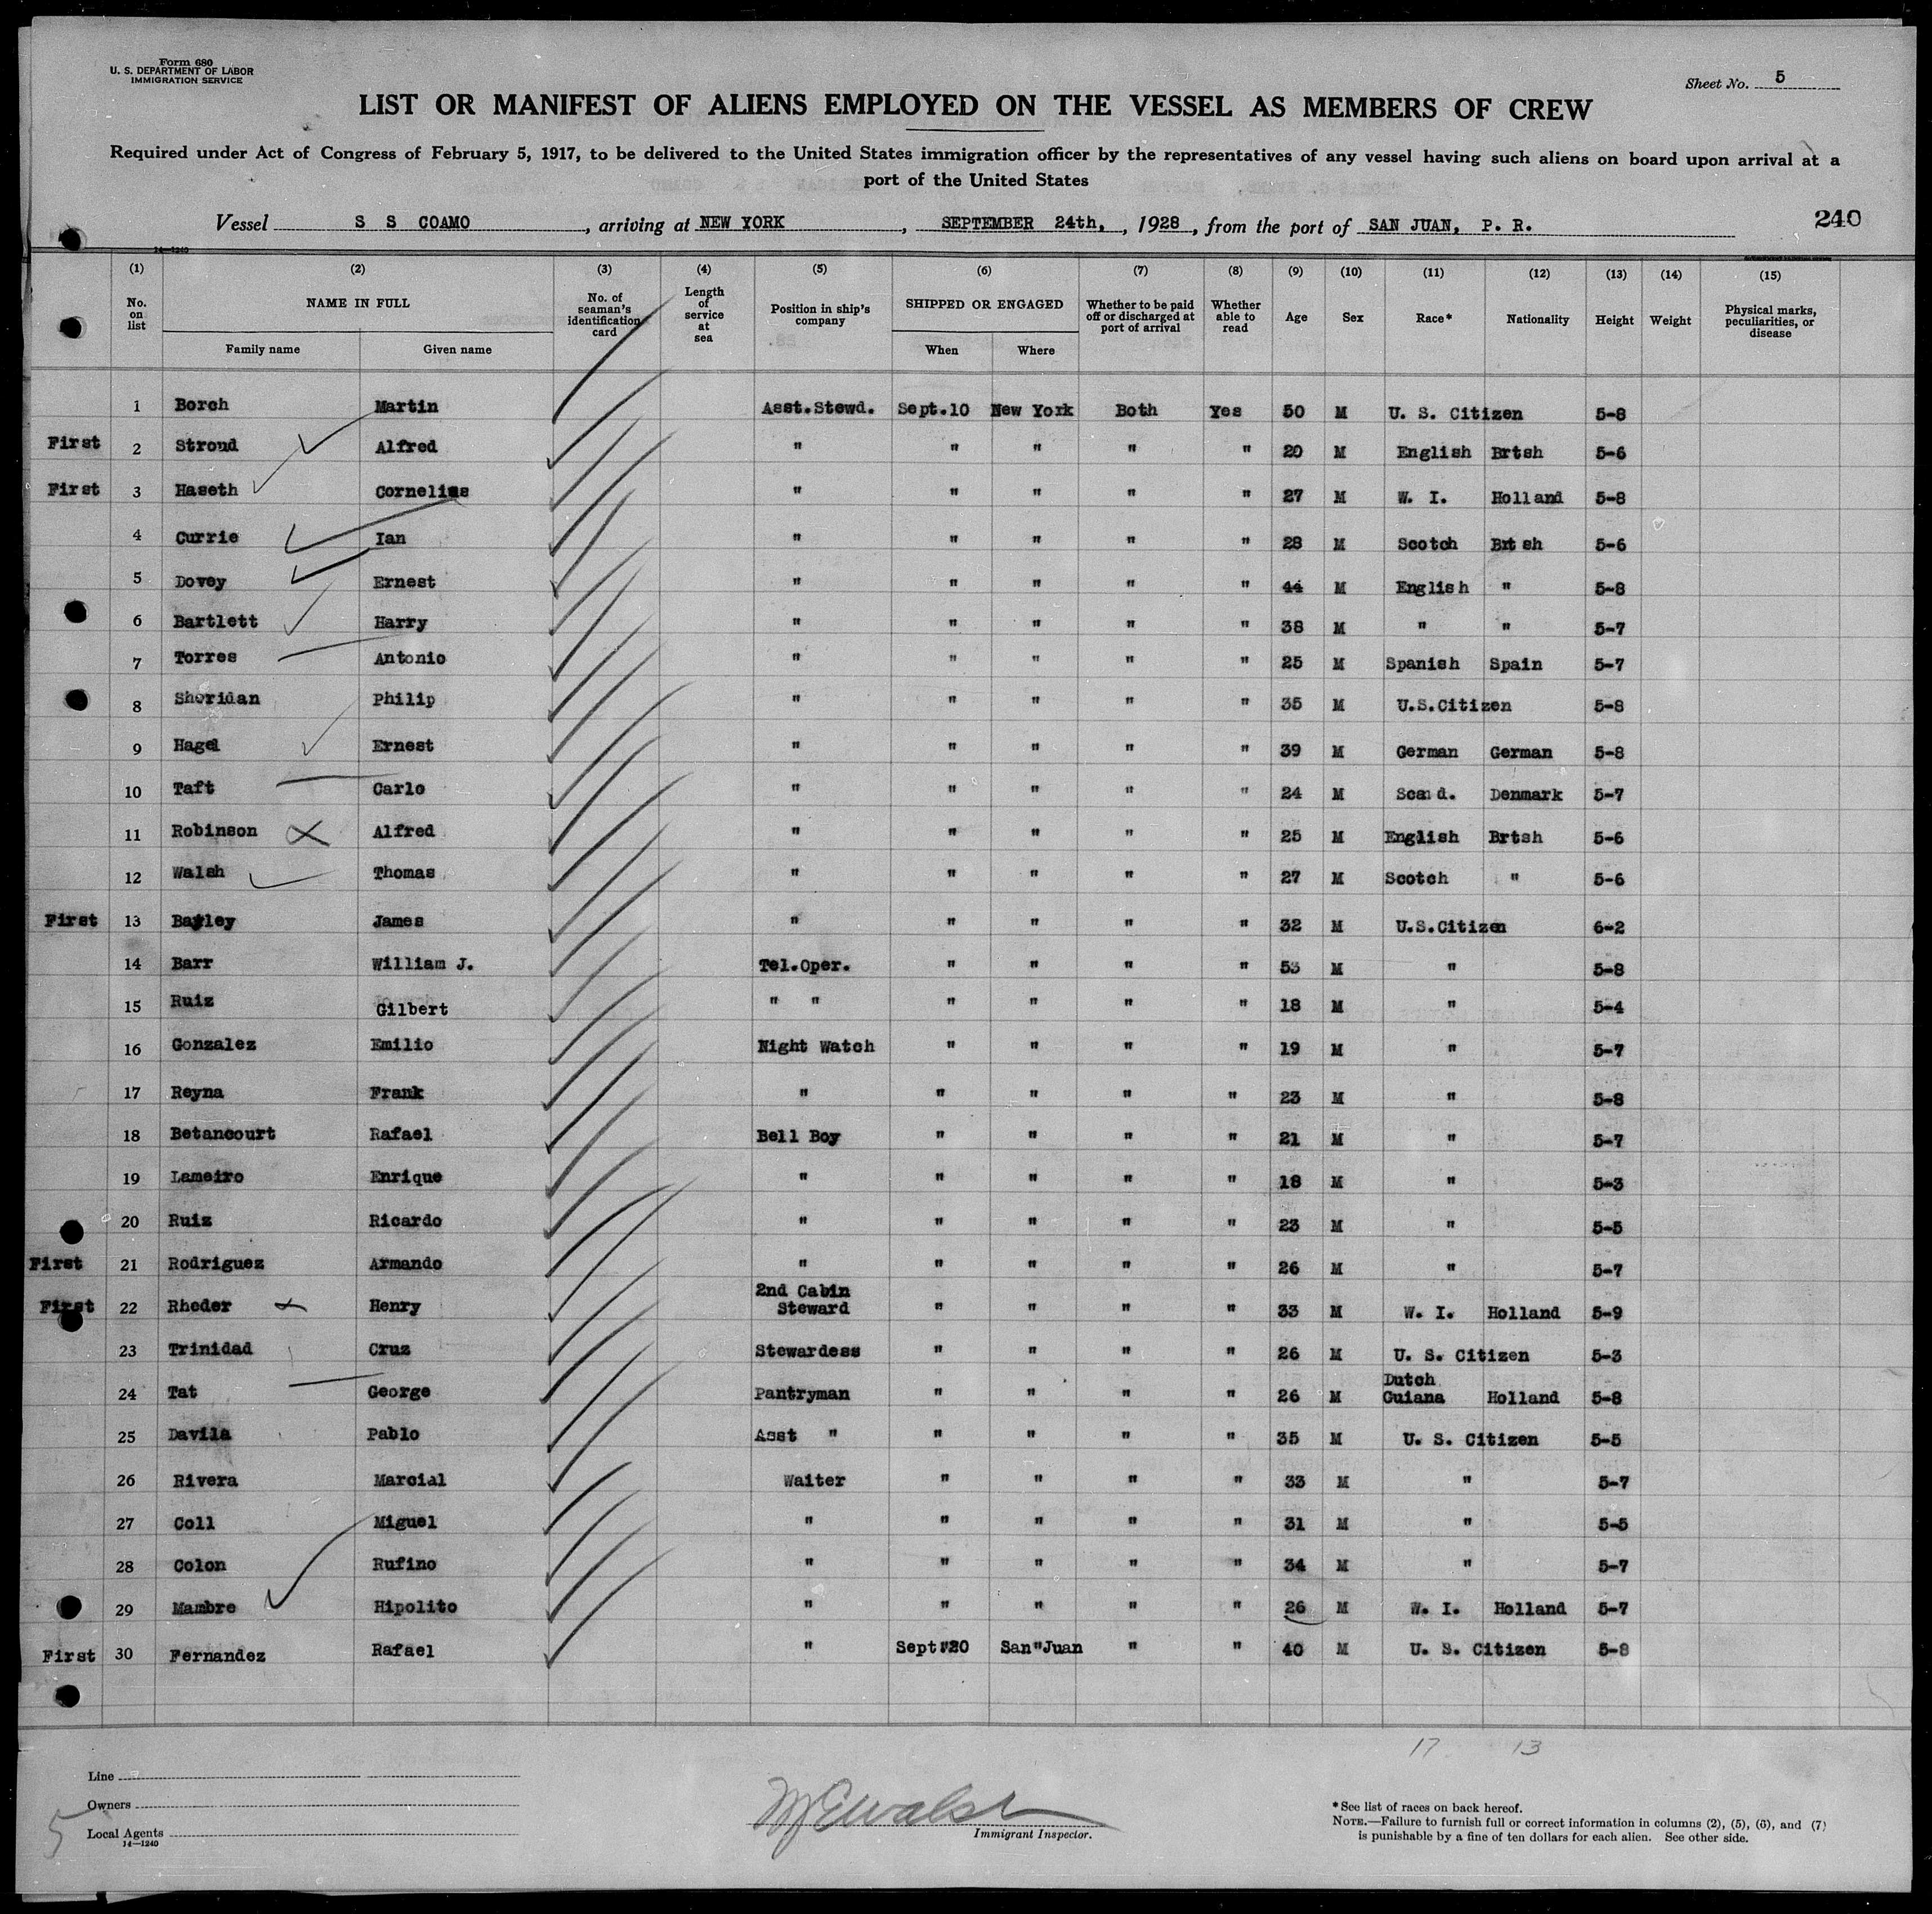 Form 680
U. S. DEPARTMENT OF LABOR
IMMIGRATION SERVICE
Sheet No. 5
LIST OR MANIFEST OF ALIENS EMPLOYED ON THE VESSEL AS MEMBERS OF CREW
Required under Act of Congress of February 5, 1917, to be delivered to the United States immigration officer by the representatives of any vessel having such aliens on board upon arrival at a
port of the United States
Vessel S S COAMO, arriving at NEW YORK, SEPTEMBER 24th, 1928, from the port of SAN JUAN, P. R. 240
14—1240
(1) (2) (3) (4) (5) (6) (7) (8) (9) (10) (11) (12) (13) (14) (15)
No. on list NAME IN FULL No. of seaman's identification card Length of service at sea Position in ship's company SHIPPED OR ENGAGED Whether to be paid off or discharged at port of arrival Whether able to read Age Sex Race* Nationality Height Weight Physical marks, peculiarities, or disease
Family name Given name When Where
1 Borch Martin Asst.Stewd. Sept.10 New York Both Yes 50 M U. S. Citizen 5-8
First 2 Stroud Alfred " " " " " 20 M English Brtsh 5-6
First 3 Haseth Cornelius " " " " " 27 M W. I. Holland 5-8
4 Currie Ian " " " " " 28 M Scotch Brtsh 5-6
5 Dovey Ernest " " " " " 44 M English " 5-8
6 Bartlett Harry " " " " " 38 M " " 5-7
7 Torres Antonio " " " " " 25 M Spanish Spain 5-7
8 Sheridan Philip " " " " " 35 M U.S.Citizen 5-8
9 Hagel Ernest " " " " " 39 M German German 5-8
10 Taft Carlo " " " " " 24 M Scand. Denmark 5-7
11 Robinson Alfred " " " " " 25 M English Brtsh 5-6
12 Walsh Thomas " " " " " 27 M Scotch " 5-6
First 13 Bayley James " " " " " 32 M U.S.Citizen 6-2
14 Barr William J. Tel.Oper. " " " " 53 M " 5-8
15 Ruiz Gilbert " " " " " " 18 M " 5-4
16 Gonzalez Emilio Night Watch " " " " 19 M " 5-7
17 Reyna Frank " " " " " 23 M " 5-8
18 Betancourt Rafael Bell Boy " " " " 21 M " 5-7
19 Lameiro Enrique " " " " " 18 M " 5-3
20 Ruiz Ricardo " " " " " 23 M " 5-5
First 21 Rodriguez Armando " " " " " 26 M " 5-7
First 22 Rheder Henry 2nd Cabin Steward " " " " 33 M W. I. Holland 5-9
23 Trinidad Cruz Stewardess " " " " 26 M U. S. Citizen 5-3
24 Tat George Pantryman " " " " 26 M Dutch Guiana Holland 5-8
25 Davila Pablo Asst " " " " " 35 M U. S. Citizen 5-5
26 Rivera Marcial Waiter " " " " 33 M " 5-7
27 Coll Miguel " " " " " 31 M " 5-5
28 Colon Rufino " " " " " 34 M " 5-7
29 Mambre Hipolito " " " " " 26 M W. I. Holland 5-7
First 30 Fernandez Rafael " Sept"20 San"Juan " " 40 M U. S. Citizen 5-8
17 13
Line
Owners
Local Agents
14—1240
5
Immigrant Inspector.
*See list of races on back hereof.
NOTE.—Failure to furnish full or correct information in columns (2), (5), (6), and (7)
is punishable by a fine of ten dollars for each alien. See other side.